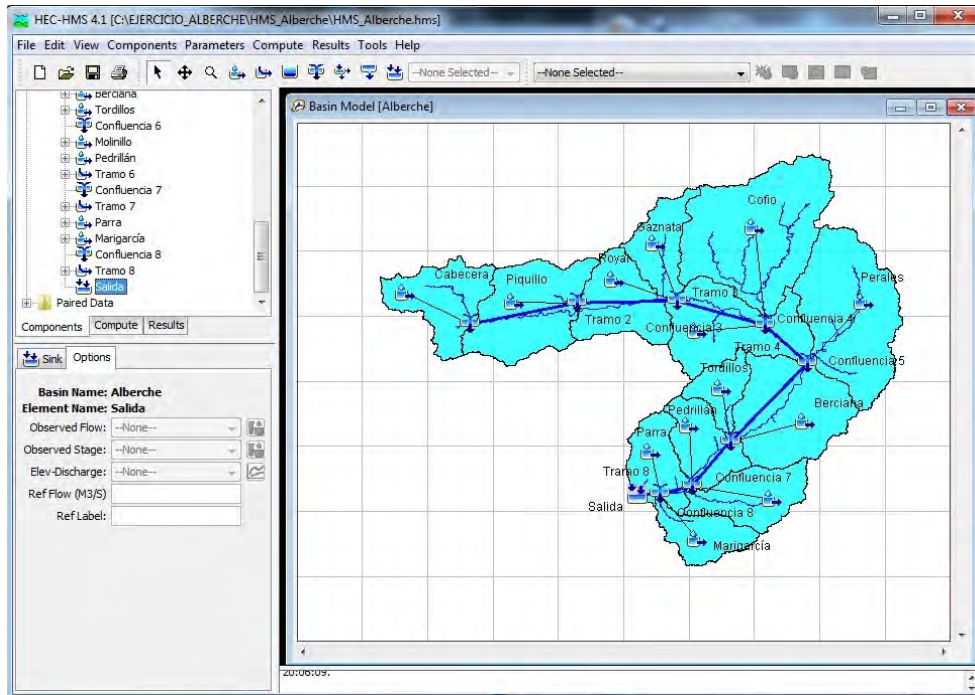 HEC-HMS 4.1 [C:\EJERCICIO_ALBERCHE\HMS_Alberche\HMS_Alberche.hms]
File Edit View Components Parameters Compute Results Tools Help
--None Selected-- --None Selected--
Berciana
Tordillos
Confluencia 6
Molinillo
Pedrillán
Tramo 6
Confluencia 7
Tramo 7
Parra
Marigarcía
Confluencia 8
Tramo 8
Salida
Paired Data
Components Compute Results
Sink Options
Basin Name: Alberche
Element Name: Salida
Observed Flow: --None--
Observed Stage: --None--
Elev-Discharge: --None--
Ref Flow (M3/S)
Ref Label:
Basin Model [Alberche]
Cofio
Gaznata
Royal
Cabecera
Piquillo
Perales
Tramo 3
Tramo 2
Confluencia 3
Confluencia 4
Tramo 4
Confluencia 5
Tordillos
Berciana
Pedrillán
Parra
Tramo 8
Confluencia 7
Salida
Confluencia 8
Marigarcía
20:06:09.